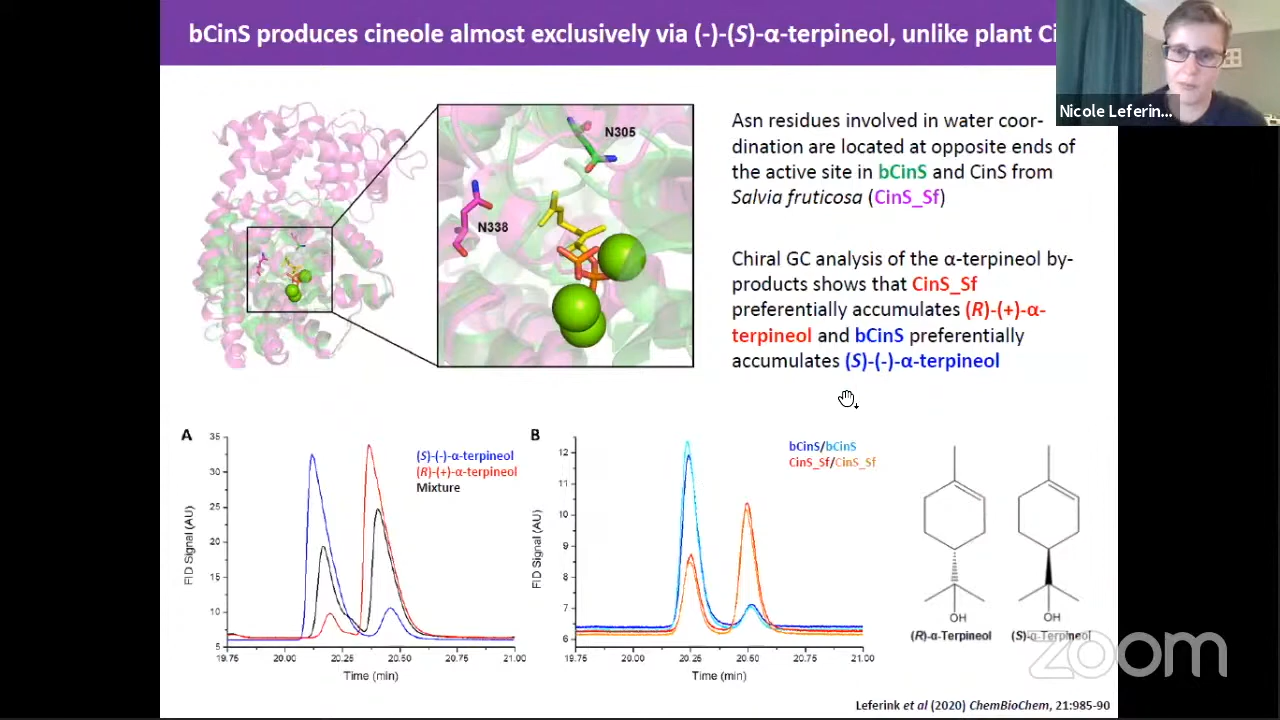 bCinS produces cineole almost exclusively via (-)-(S)-α-terpineol, unlike plant Ci
Nicole Leferin...
N305
N338
Asn residues involved in water coor-
dination are located at opposite ends of
the active site in bCinS and CinS from
Salvia fruticosa (CinS_Sf)
Chiral GC analysis of the α-terpineol by-
products shows that CinS_Sf
preferentially accumulates (R)-(+)-α-
terpineol and bCinS preferentially
accumulates (S)-(-)-α-terpineol
A
35
30
25
20
15
10
5
FID Signal (AU)
(S)-(-)-α-terpineol
(R)-(+)-α-terpineol
Mixture
19.75 20.00 20.25 20.50 20.75 21.00
Time (min)
B
12
11
10
9
8
7
6
FID Signal (AU)
bCinS/bCinS
CinS_Sf/CinS_Sf
19.75 20.00 20.25 20.50 20.75 21.00
Time (min)
OH
OH
(R)-α-Terpineol
(S)-α-Terpineol
zoom
Leferink et al (2020) ChemBioChem, 21:985-90